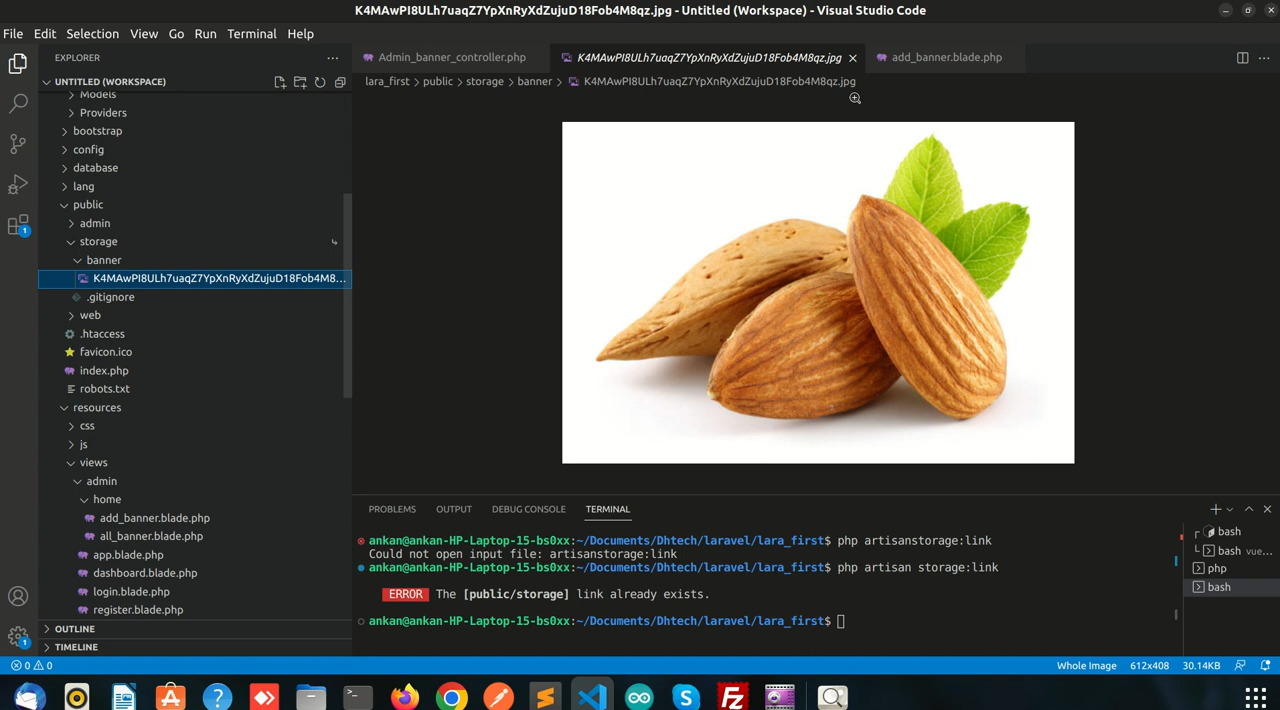 K4MAwPI8ULh7uaqZ7YpXnRyXdZujuD18Fob4M8qz.jpg - Untitled (Workspace) - Visual Studio Code
File Edit Selection View Go Run Terminal Help
EXPLORER
UNTITLED (WORKSPACE)
Models
Providers
bootstrap
config
database
lang
public
admin
storage
banner
K4MAwPI8ULh7uaqZ7YpXnRyXdZujuD18Fob4M8...
.gitignore
web
.htaccess
favicon.ico
index.php
robots.txt
resources
css
js
views
admin
home
add_banner.blade.php
all_banner.blade.php
app.blade.php
dashboard.blade.php
login.blade.php
register.blade.php
OUTLINE
TIMELINE
Admin_banner_controller.php K4MAwPI8ULh7uaqZ7YpXnRyXdZujuD18Fob4M8qz.jpg add_banner.blade.php
lara_first > public > storage > banner > K4MAwPI8ULh7uaqZ7YpXnRyXdZujuD18Fob4M8qz.jpg
PROBLEMS OUTPUT DEBUG CONSOLE TERMINAL
ankan@ankan-HP-Laptop-15-bs0xx:~/Documents/Dhtech/laravel/lara_first$ php artisanstorage:link
Could not open input file: artisanstorage:link
ankan@ankan-HP-Laptop-15-bs0xx:~/Documents/Dhtech/laravel/lara_first$ php artisan storage:link
ERROR The [public/storage] link already exists.
ankan@ankan-HP-Laptop-15-bs0xx:~/Documents/Dhtech/laravel/lara_first$
bash
bash vue...
php
bash
1
1
0 0
Whole Image 612x408 30.14KB